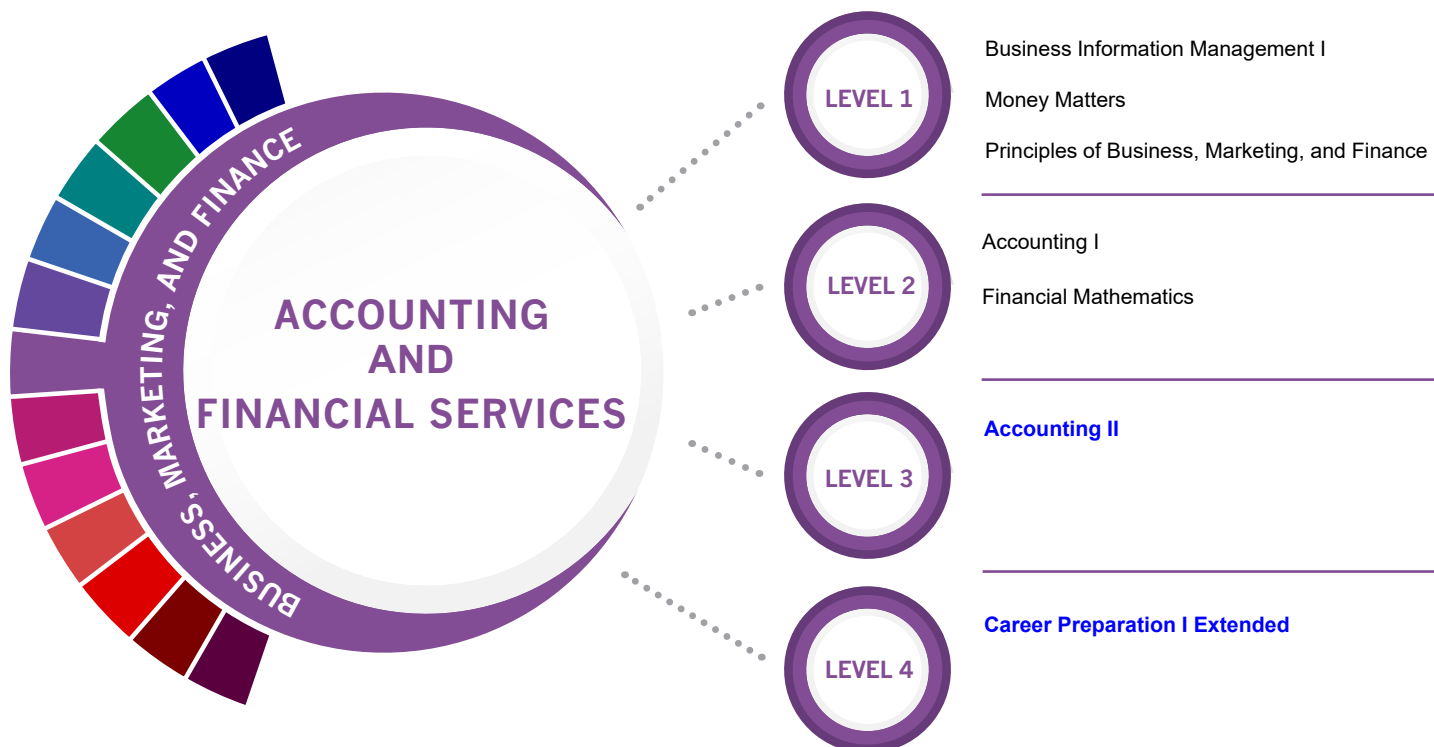 BUSINESS, MARKETING, AND FINANCE
ACCOUNTING
AND
FINANCIAL SERVICES
LEVEL 1
Business Information Management I
Money Matters
Principles of Business, Marketing, and Finance
LEVEL 2
Accounting I
Financial Mathematics
LEVEL 3
Accounting II
LEVEL 4
Career Preparation I Extended